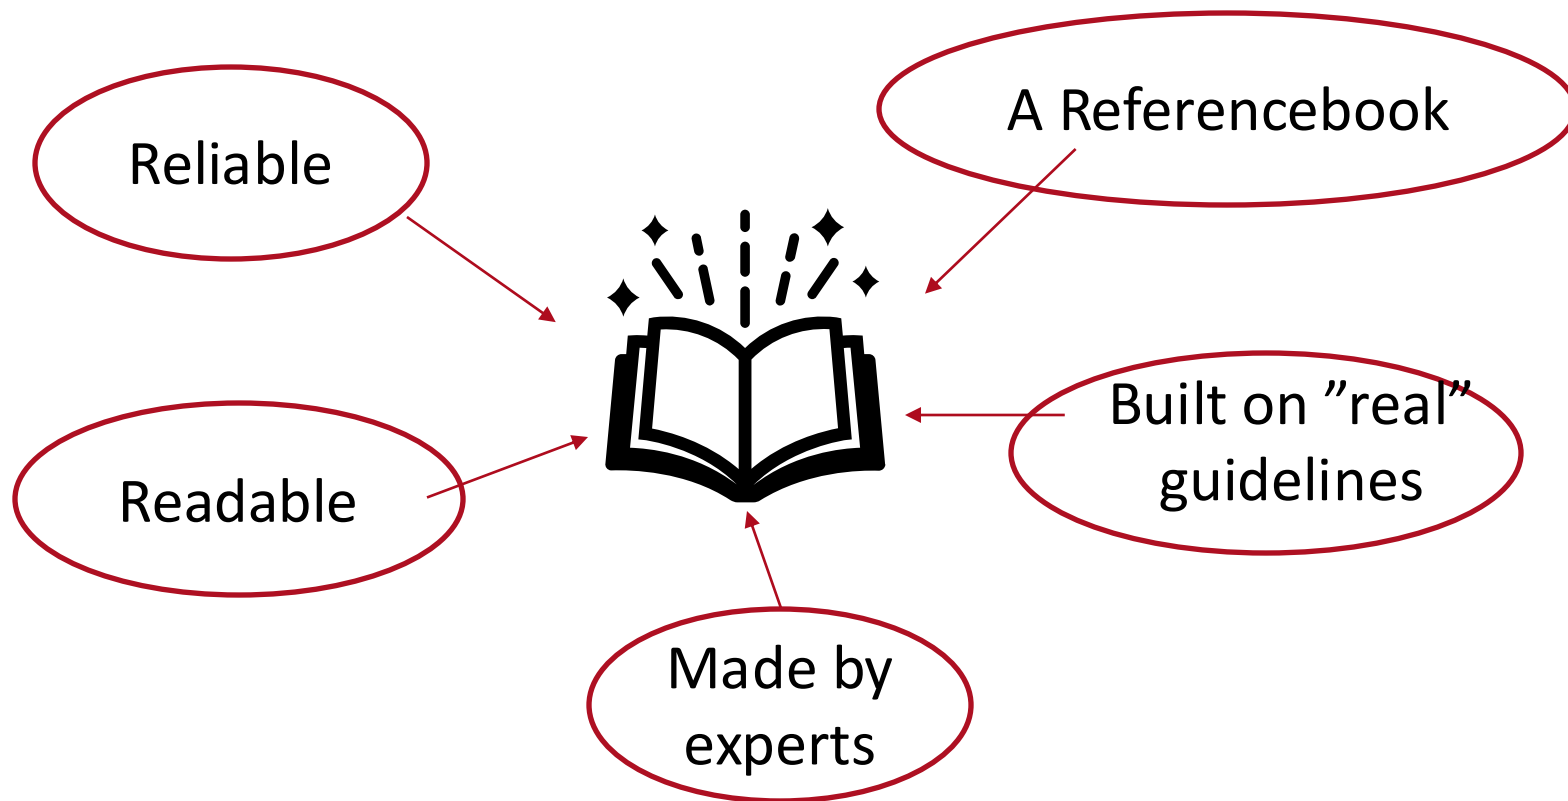 Reliable
A Referencebook
Built on ”real”
guidelines
Readable
Made by
experts